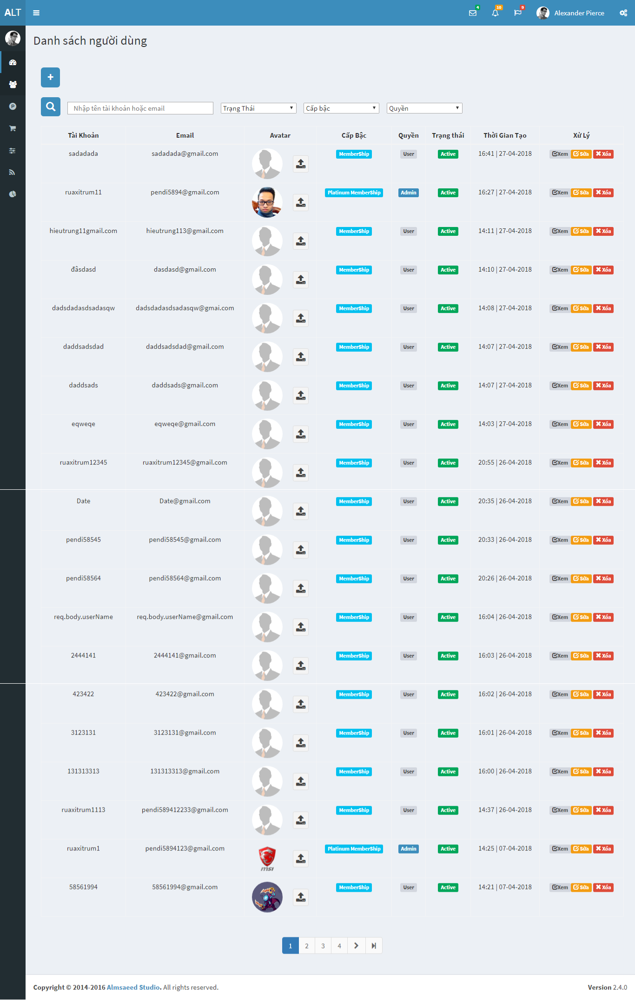 ALT
4
10
9
Alexander Pierce
Danh sách người dùng
Nhập tên tài khoản hoặc email
Trạng Thái
Cấp bậc
Quyền
Tài Khoản Email Avatar Cấp Bậc Quyền Trạng thái Thời Gian Tạo Xử Lý
sadadada sadadada@gmail.com MemberShip User Active 16:41 | 27-04-2018 Xem Sửa Xóa
ruaxitrum11 pendi5894@gmail.com Platinum MemberShip Admin Active 16:27 | 27-04-2018 Xem Sửa Xóa
hieutrung11gmail.com hieutrung113@gmail.com MemberShip User Active 14:11 | 27-04-2018 Xem Sửa Xóa
đâsdasd dasdasd@gmail.com MemberShip User Active 14:10 | 27-04-2018 Xem Sửa Xóa
dadsdadasdsadasqw dadsdadasdsadasqw@gmai.com MemberShip User Active 14:08 | 27-04-2018 Xem Sửa Xóa
daddsadsdad daddsadsdad@gmail.com MemberShip User Active 14:07 | 27-04-2018 Xem Sửa Xóa
daddsads daddsads@gmail.com MemberShip User Active 14:07 | 27-04-2018 Xem Sửa Xóa
eqweqe eqweqe@gmail.com MemberShip User Active 14:03 | 27-04-2018 Xem Sửa Xóa
ruaxitrum12345 ruaxitrum12345@gmail.com MemberShip User Active 20:55 | 26-04-2018 Xem Sửa Xóa
Date Date@gmail.com MemberShip User Active 20:35 | 26-04-2018 Xem Sửa Xóa
pendi58545 pendi58545@gmail.com MemberShip User Active 20:33 | 26-04-2018 Xem Sửa Xóa
pendi58564 pendi58564@gmail.com MemberShip User Active 20:26 | 26-04-2018 Xem Sửa Xóa
req.body.userName req.body.userName@gmail.com MemberShip User Active 16:04 | 26-04-2018 Xem Sửa Xóa
2444141 2444141@gmail.com MemberShip User Active 16:03 | 26-04-2018 Xem Sửa Xóa
423422 423422@gmail.com MemberShip User Active 16:02 | 26-04-2018 Xem Sửa Xóa
3123131 3123131@gmail.com MemberShip User Active 16:01 | 26-04-2018 Xem Sửa Xóa
131313313 131313313@gmail.com MemberShip User Active 16:00 | 26-04-2018 Xem Sửa Xóa
ruaxitrum1113 pendi589412233@gmail.com MemberShip User Active 14:37 | 26-04-2018 Xem Sửa Xóa
ruaxitrum1 pendi5894123@gmail.com msi Platinum MemberShip Admin Active 14:25 | 07-04-2018 Xem Sửa Xóa
58561994 58561994@gmail.com MemberShip User Active 14:21 | 07-04-2018 Xem Sửa Xóa
1 2 3 4
Copyright © 2014-2016 Almsaeed Studio. All rights reserved.
Version 2.4.0